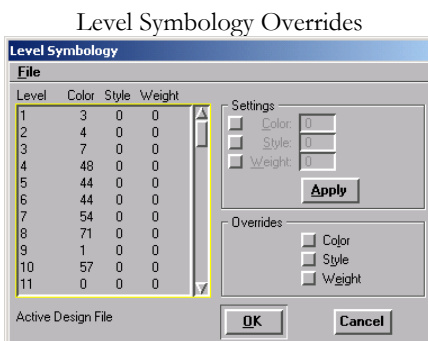 Level Symbology Overrides
Level Symbology
File
Level Color Style Weight
1 3 0 0
2 4 0 0
3 7 0 0
4 48 0 0
5 44 0 0
6 44 0 0
7 54 0 0
8 71 0 0
9 1 0 0
10 57 0 0
11 0 0 0
Settings
Color: 0
Style: 0
Weight: 0
Apply
Overrides
Color
Style
Weight
Active Design File
OK Cancel